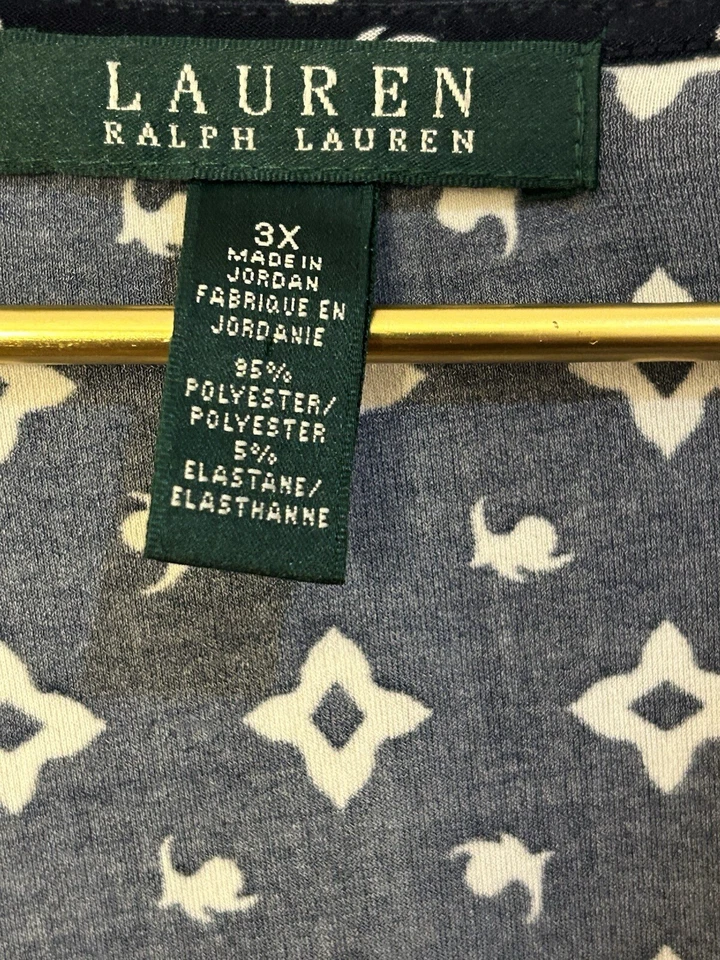 LAUREN
RALPH LAUREN
3X
MADE IN
JORDAN
FABRIQUE EN
JORDANIE
95%
POLYESTER/
POLYESTER
5%
ELASTANE/
ELASTHANNE